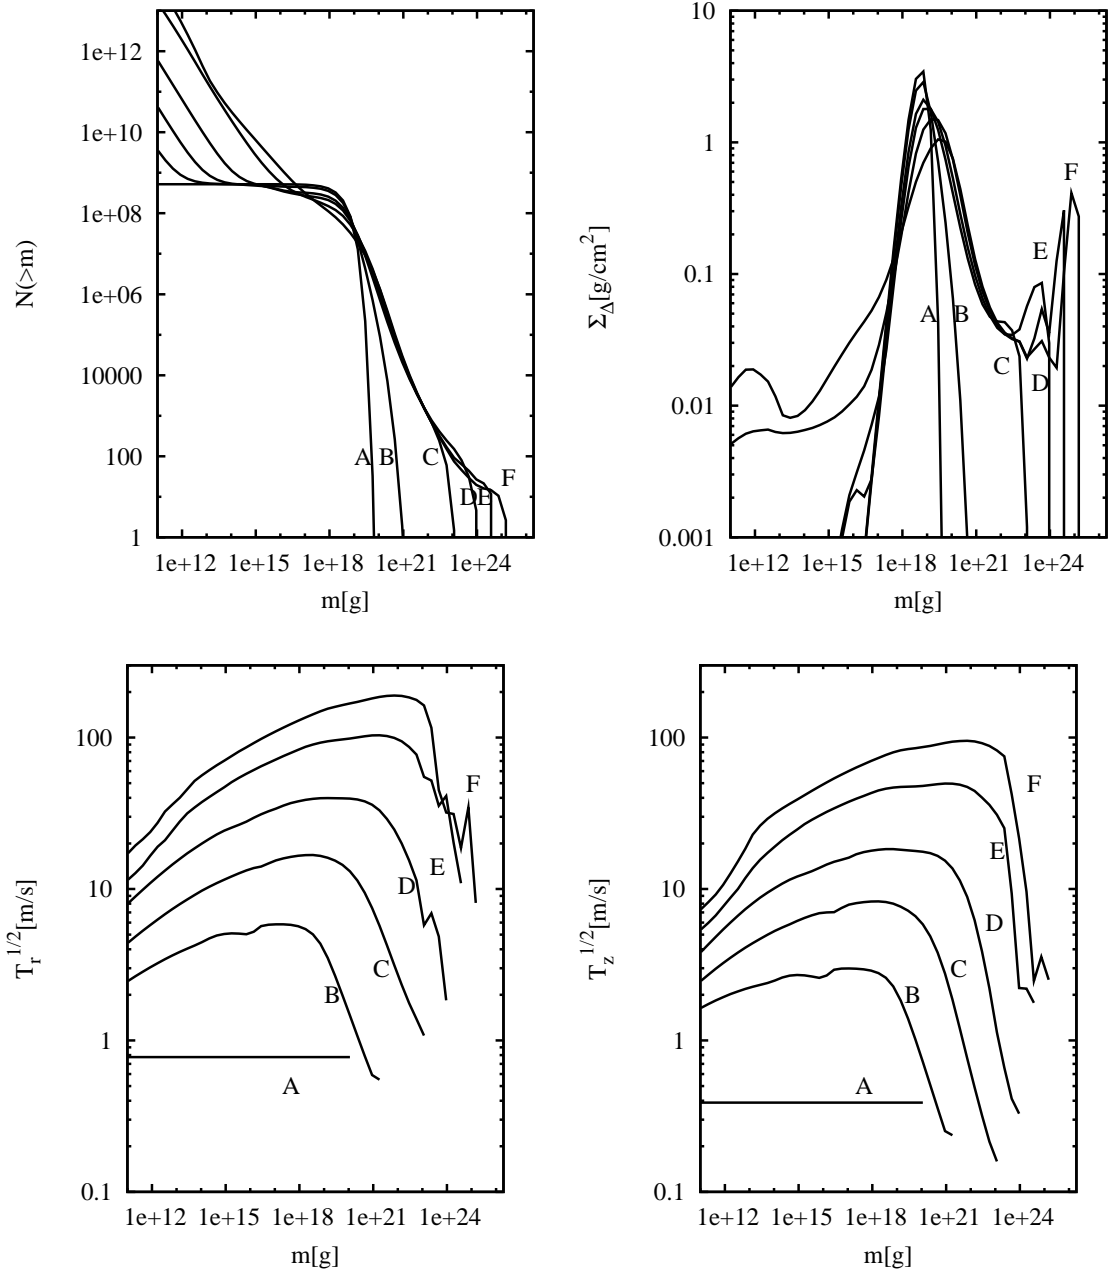 1e+12
1e+10
1e+08
1e+06
10000
100
1
N(>m)
A
B
C
D
E
F
1e+12 1e+15 1e+18 1e+21 1e+24
m[g]
10
1
0.1
0.01
0.001
Σ_Δ[g/cm^2]
F
E
A
B
C
D
1e+12 1e+15 1e+18 1e+21 1e+24
m[g]
100
10
1
0.1
T_r^{1/2}[m/s]
F
E
D
C
B
A
1e+12 1e+15 1e+18 1e+21 1e+24
m[g]
100
10
1
0.1
T_z^{1/2}[m/s]
F
E
D
C
B
A
1e+12 1e+15 1e+18 1e+21 1e+24
m[g]